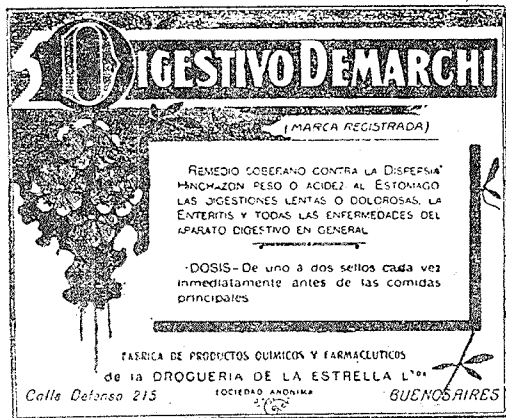 5 DIGESTIVO DEMARCHI
(MARCA REGISTRADA)
REMEDIO SOBERANO CONTRA LA DISPEPSIA
HINCHAZON PESO O ACIDEZ AL ESTOMAGO
LAS DIGESTIONES LENTAS O DOLOROSAS, LA
ENTERITIS Y TODAS LAS ENFERMEDADES DEL
APARATO DIGESTIVO EN GENERAL
-DOSIS- De uno á dos sellos cada vez
inmediatamente antes de las comidas
principales
FABRICA DE PRODUCTOS QUIMICOS Y FARMACEUTICOS
de la DROGUERIA DE LA ESTRELLA Lᵀᴰᴬ
SOCIEDAD ANONIMA
Calle Defensa 215 BUENOS AIRES